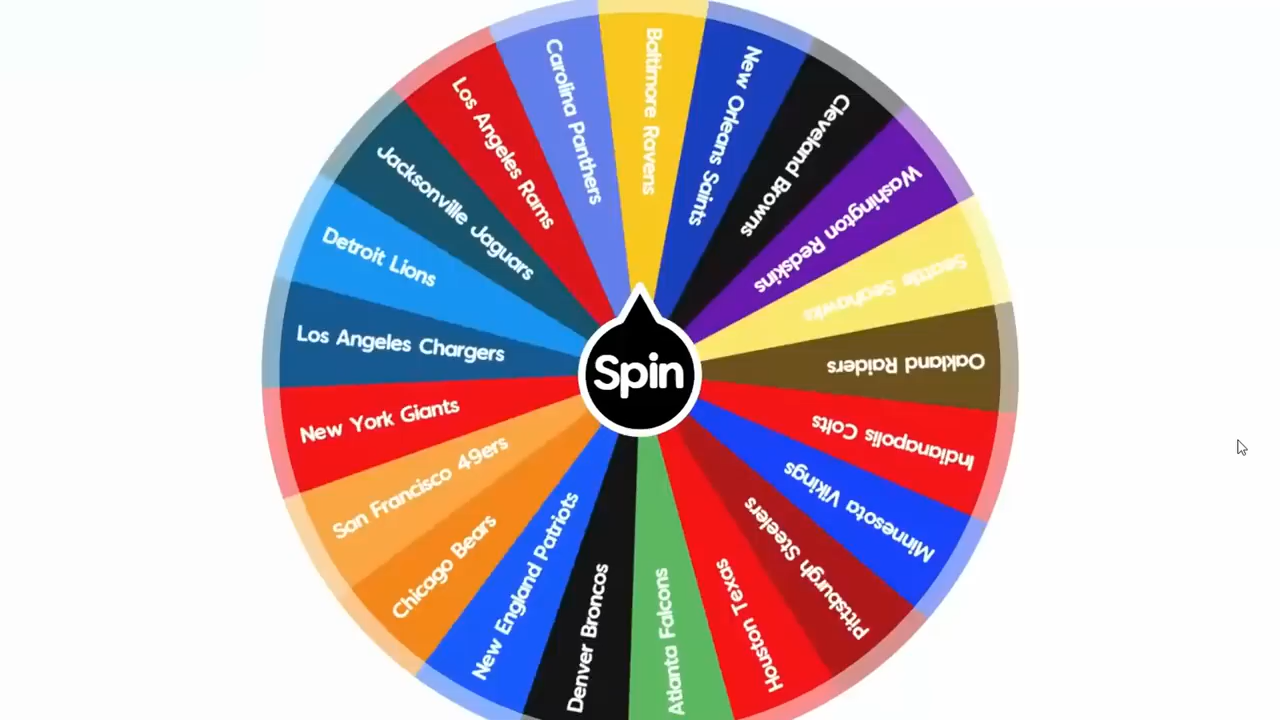 Baltimore Ravens
New Orleans Saints
Cleveland Browns
Washington Redskins
Seattle Seahawks
Oakland Raiders
Indianapolis Colts
Minnesota Vikings
Pittsburgh Steelers
Houston Texas
Atlanta Falcons
Denver Broncos
New England Patriots
Chicago Bears
San Francisco 49ers
New York Giants
Los Angeles Chargers
Detroit Lions
Jacksonville Jaguars
Los Angeles Rams
Carolina Panthers
Spin